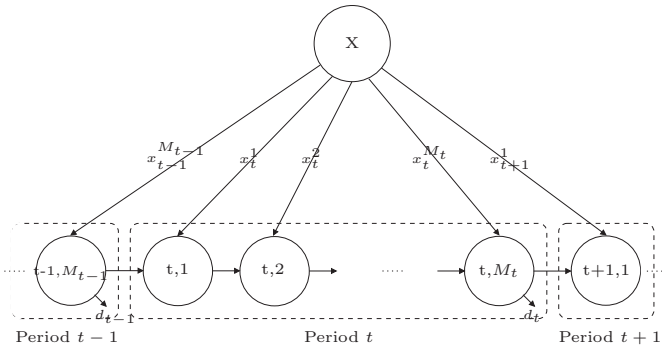 X
x_{t-1}^{M_{t-1}} x_t^1 x_t^2 x_t^{M_t} x_{t+1}^1
..... t-1,M_{t-1} t,1 t,2 ..... t,M_t t+1,1 .....
d_{t-1} d_t
Period t − 1 Period t Period t + 1